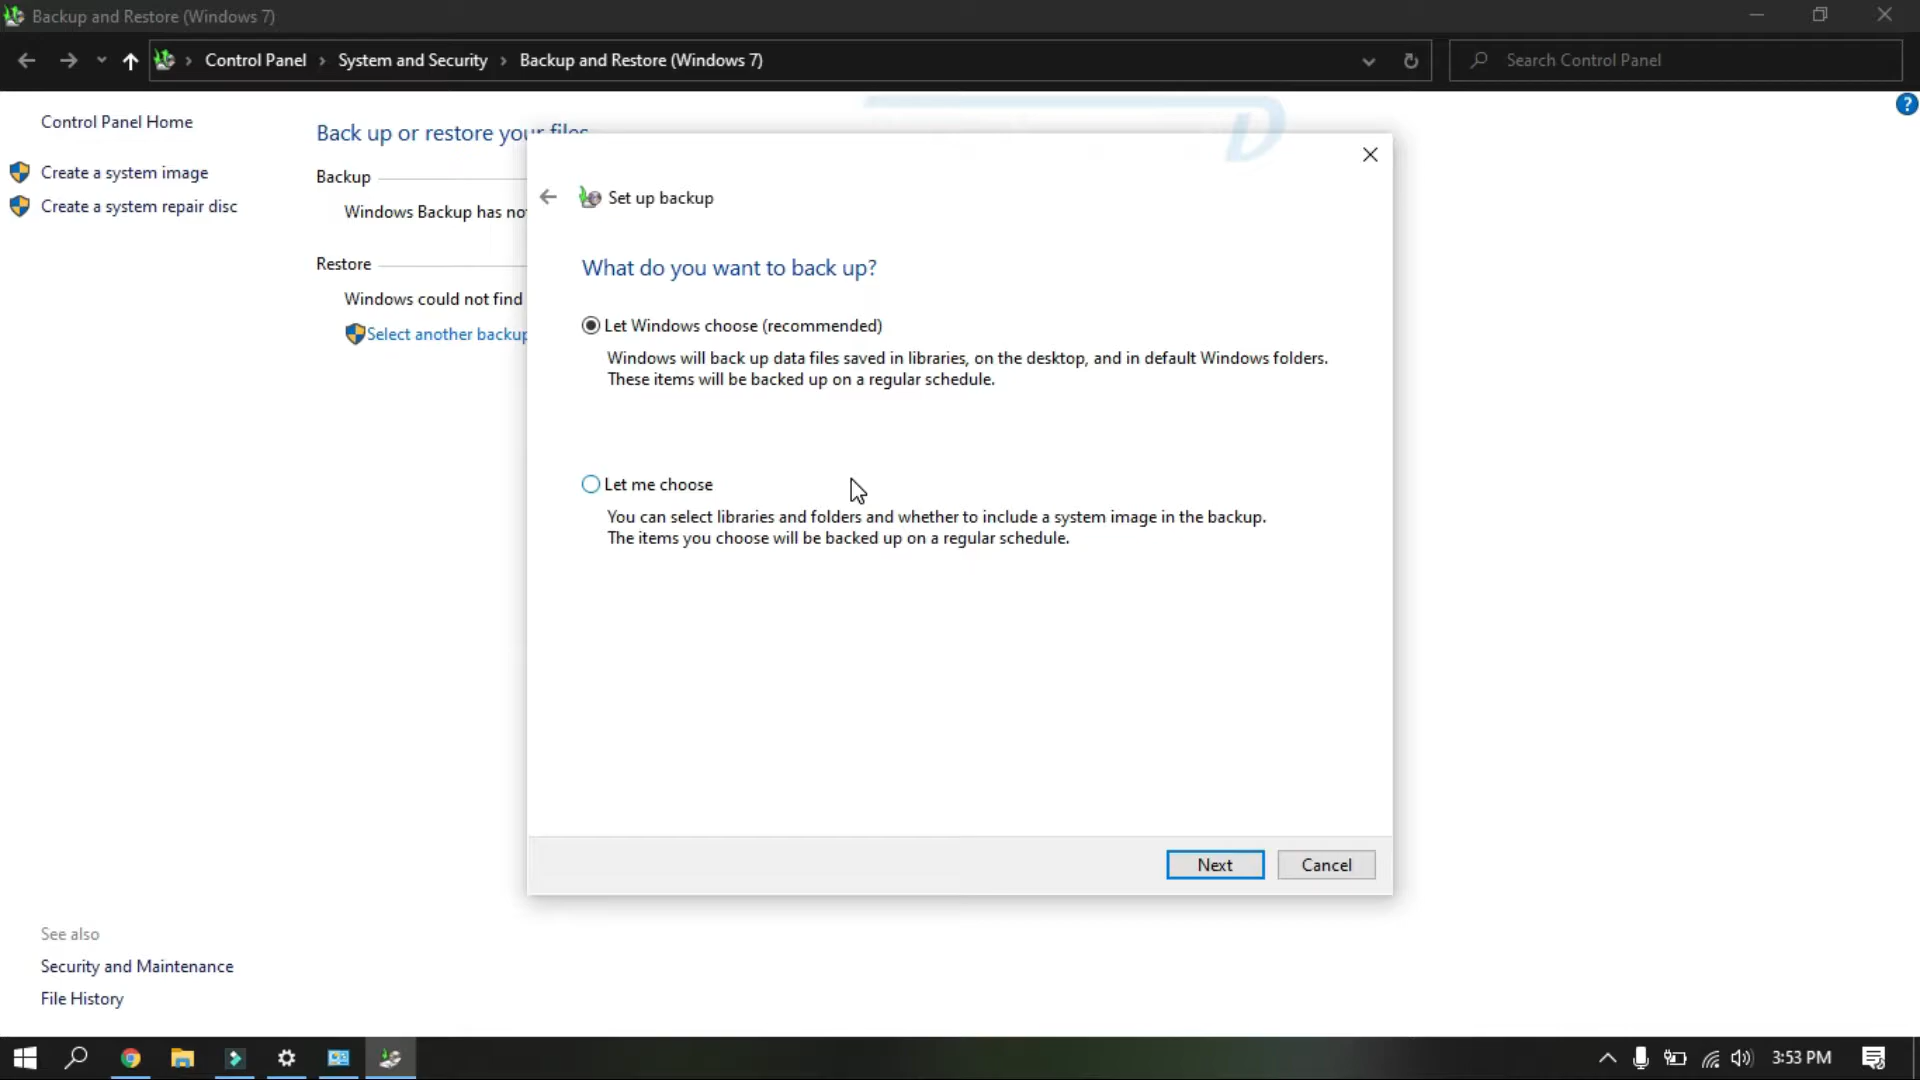 Backup and Restore (Windows 7)
Control Panel
System and Security
Backup and Restore (Windows 7)
Search Control Panel
Control Panel Home
Create a system image
Create a system repair disc
Back up or restore your files
Backup
Windows Backup has not
Restore
Windows could not find
Select another backup
Set up backup
What do you want to back up?
Let Windows choose (recommended)
Windows will back up data files saved in libraries, on the desktop, and in default Windows folders.
These items will be backed up on a regular schedule.
Let me choose
You can select libraries and folders and whether to include a system image in the backup.
The items you choose will be backed up on a regular schedule.
Next
Cancel
See also
Security and Maintenance
File History
3:53 PM